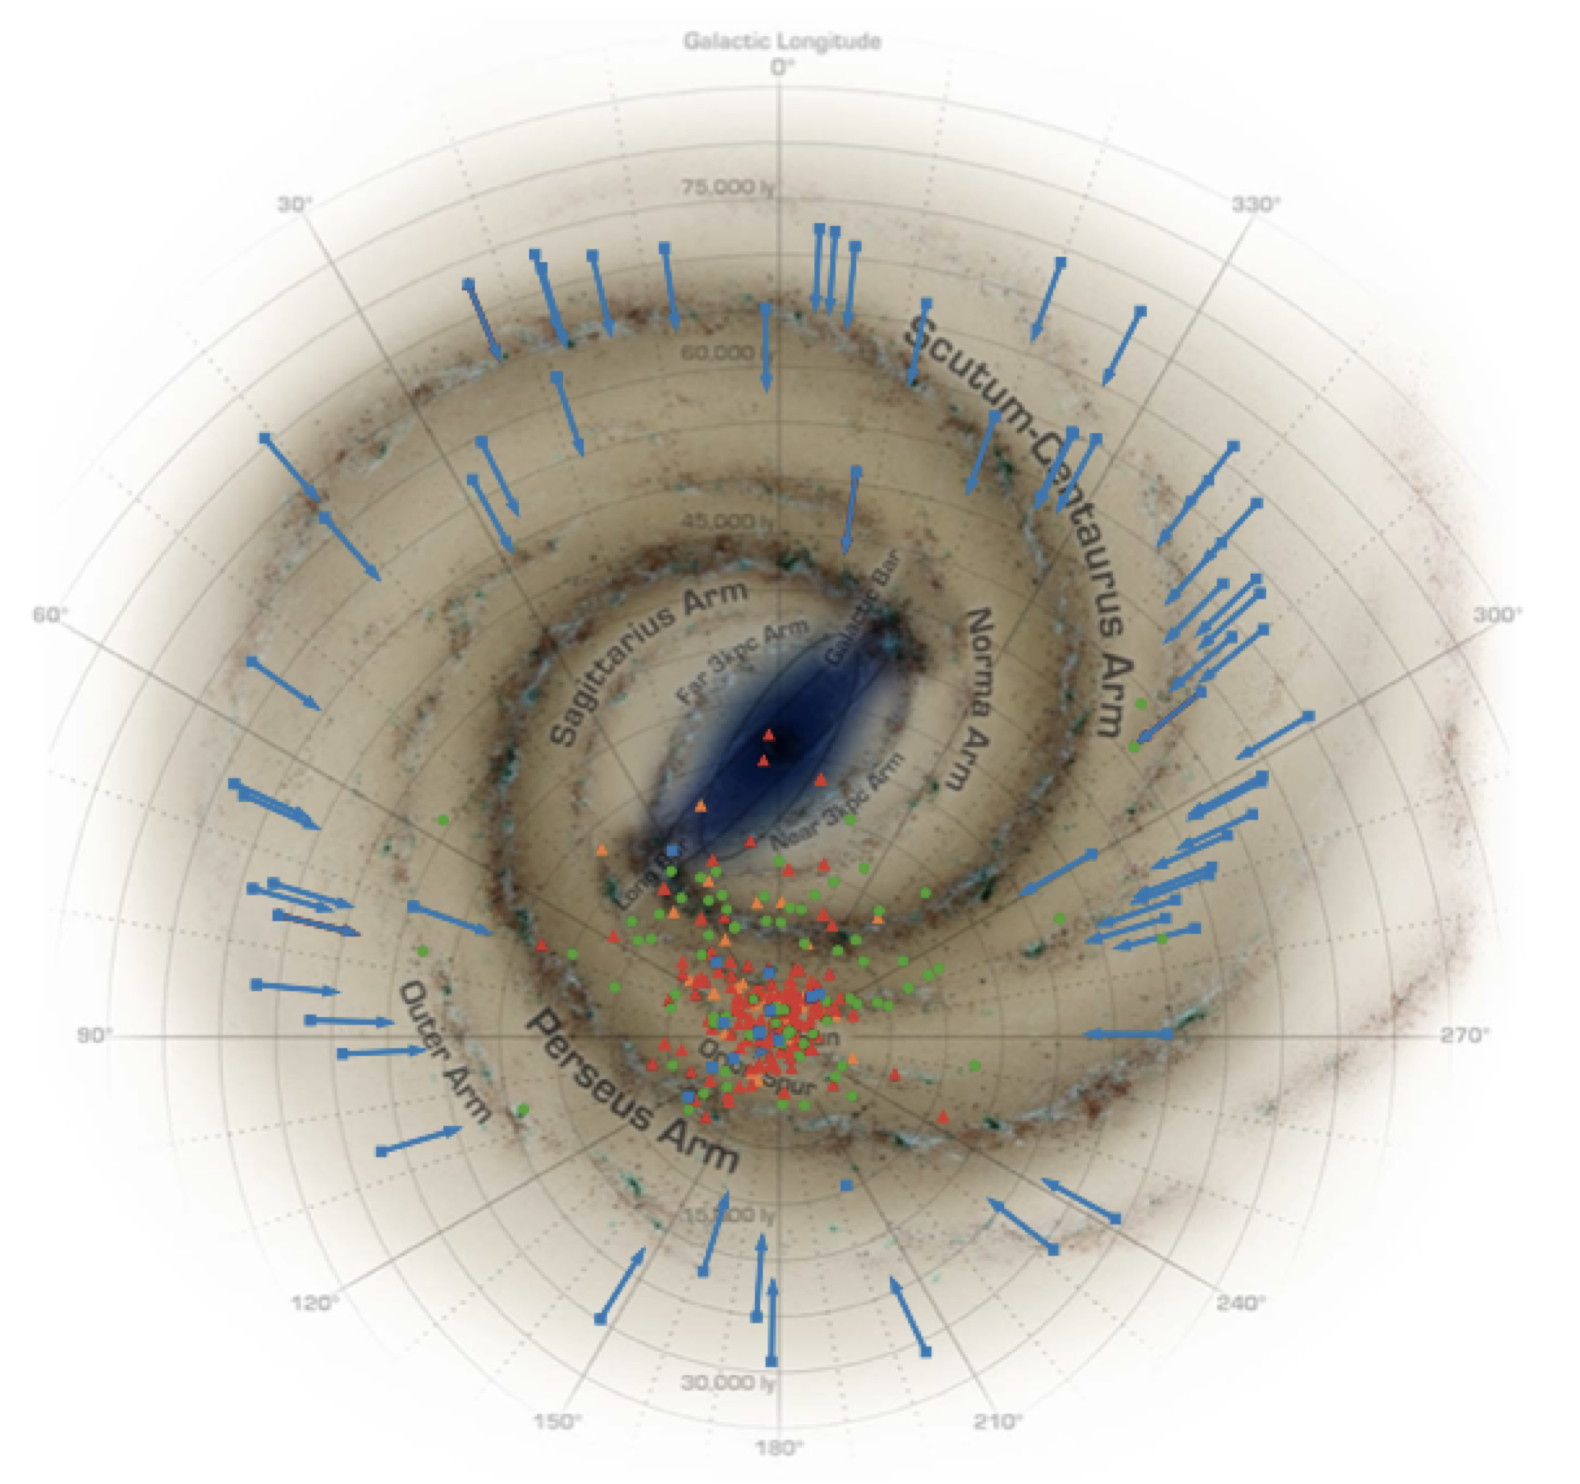 Galactic Longitude
0°
30°
330°
75,000 ly
60,000 ly
Scutum-Centaurus Arm
45,000 ly
60°
300°
Sagittarius Arm
Far 3kpc Arm
Galactic Bar
Norma Arm
Near 3kpc Arm
Long Bar
Outer Arm
Perseus Arm
Spur
90°
270°
15,000 ly
120°
240°
30,000 ly
150°
210°
180°